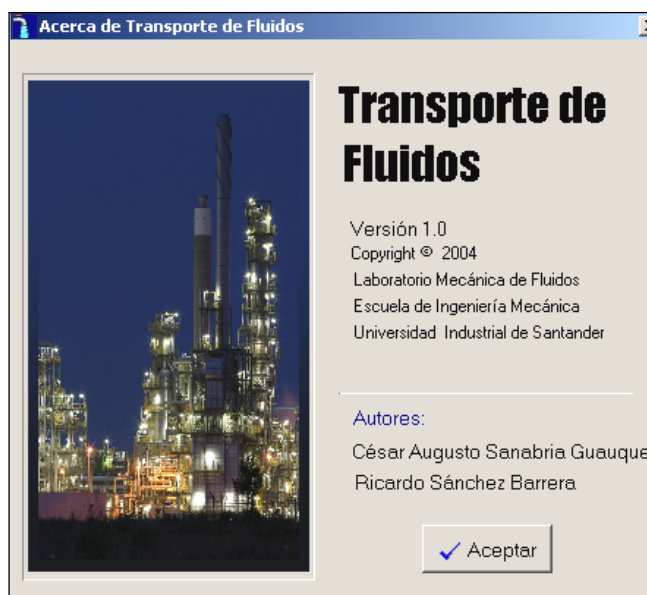 Acerca de Transporte de Fluidos
Transporte de
Fluidos
Versión 1.0
Copyright © 2004
Laboratorio Mecánica de Fluidos
Escuela de Ingeniería Mecánica
Universidad Industrial de Santander
Autores:
César Augusto Sanabria Guauque
Ricardo Sánchez Barrera
Aceptar